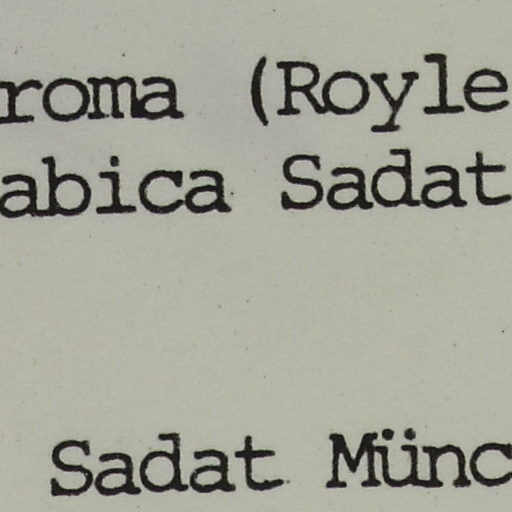 roma (Royle
abica Sadat
Sadat Münc